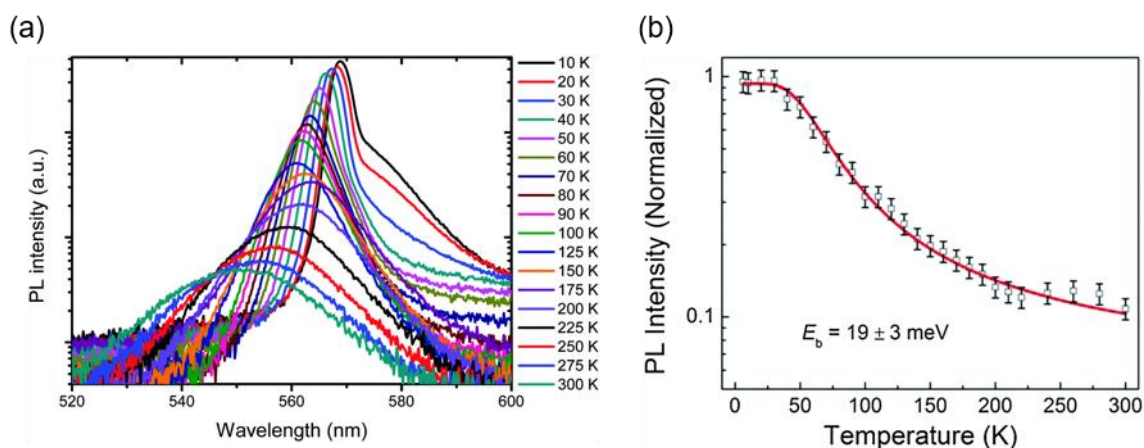 (a)
(b)
PL intensity (a.u.)
10 K
20 K
30 K
40 K
50 K
60 K
70 K
80 K
90 K
100 K
125 K
150 K
175 K
200 K
225 K
250 K
275 K
300 K
520 540 560 580 600
Wavelength (nm)
PL Intensity (Normalized)
1
0.1
E_b = 19 ± 3 meV
0 50 100 150 200 250 300
Temperature (K)